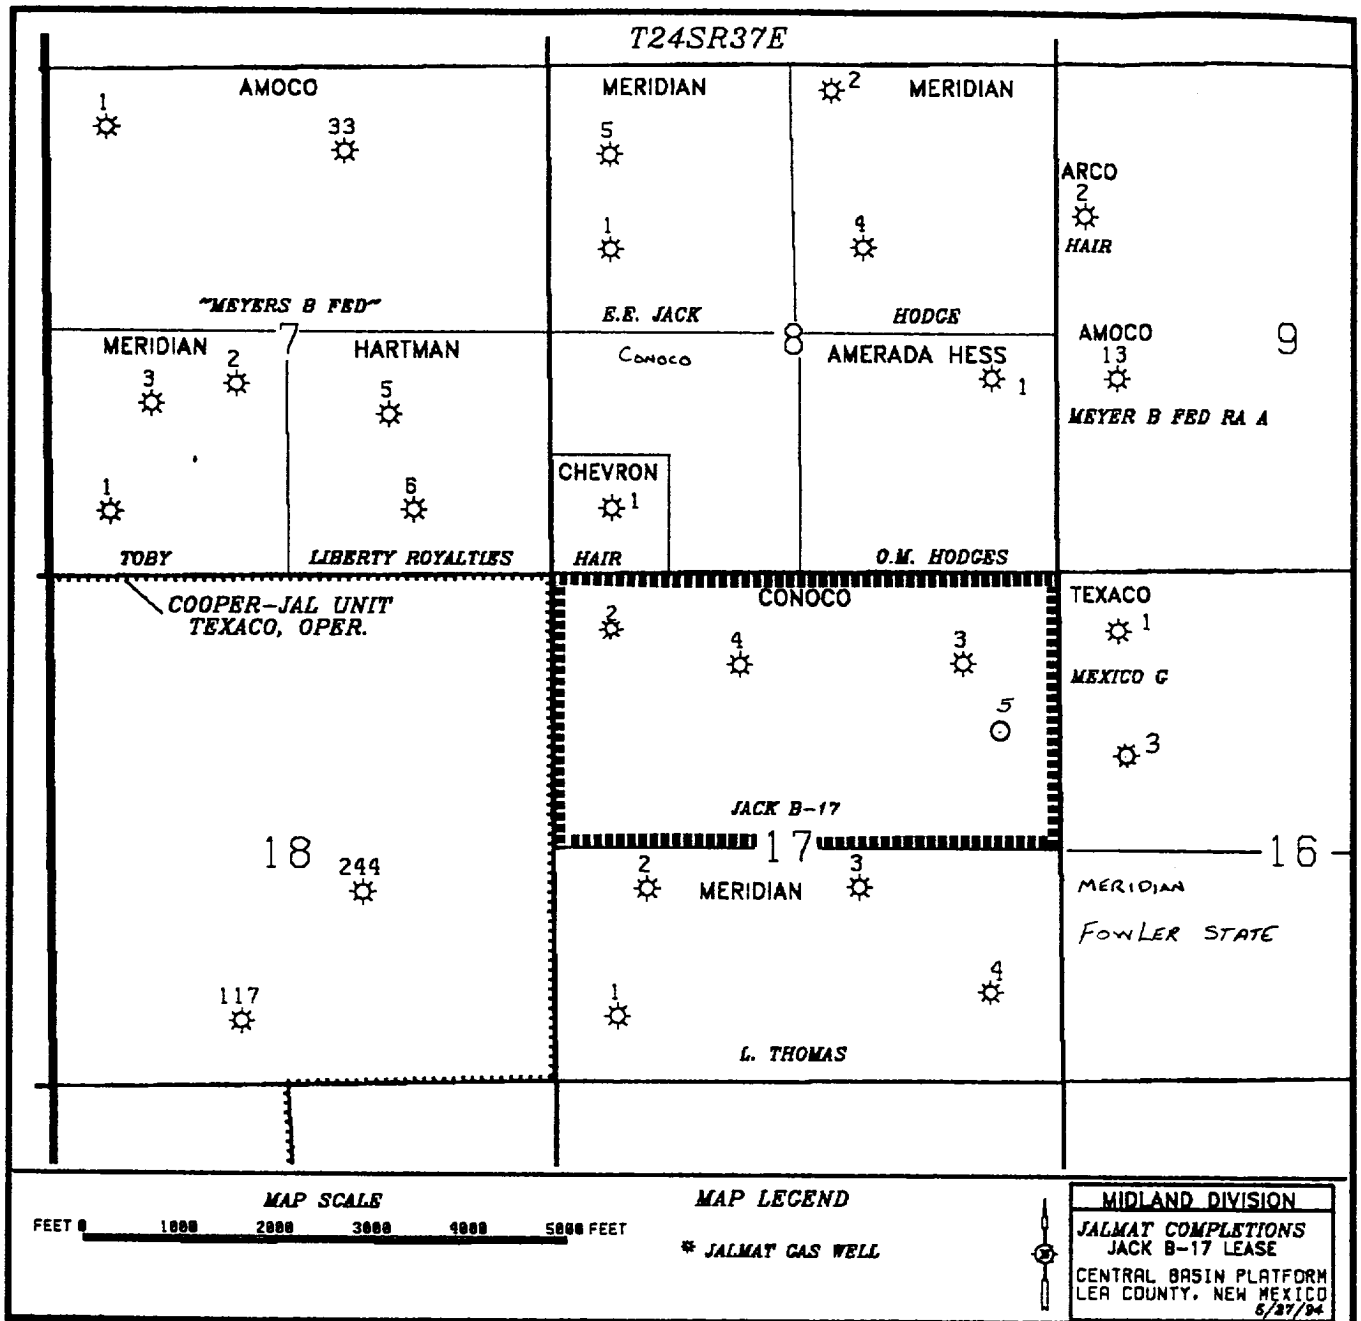 T24SR37E
AMOCO
MERIDIAN
2
MERIDIAN
1
33
5
ARCO
2
HAIR
1
4
"MEYERS B FED"
E.E. JACK
HODGE
7
8
9
MERIDIAN
HARTMAN
CONOCO
AMERADA HESS
AMOCO
13
3
2
5
1
MEYER B FED RA A
1
6
CHEVRON
1
TOBY
LIBERTY ROYALTIES
HAIR
O.M. HODGES
COOPER-JAL UNIT
TEXACO, OPER.
CONOCO
TEXACO
2
4
3
1
MEXICO G
5
3
JACK B-17
18
17
16
244
2
MERIDIAN
3
MERIDIAN
FOWLER STATE
117
1
4
L. THOMAS
MAP SCALE
FEET 0 1000 2000 3000 4000 5000 FEET
MAP LEGEND
JALMAT GAS WELL
MIDLAND DIVISION
JALMAT COMPLETIONS
JACK B-17 LEASE
CENTRAL BASIN PLATFORM
LEA COUNTY, NEW MEXICO